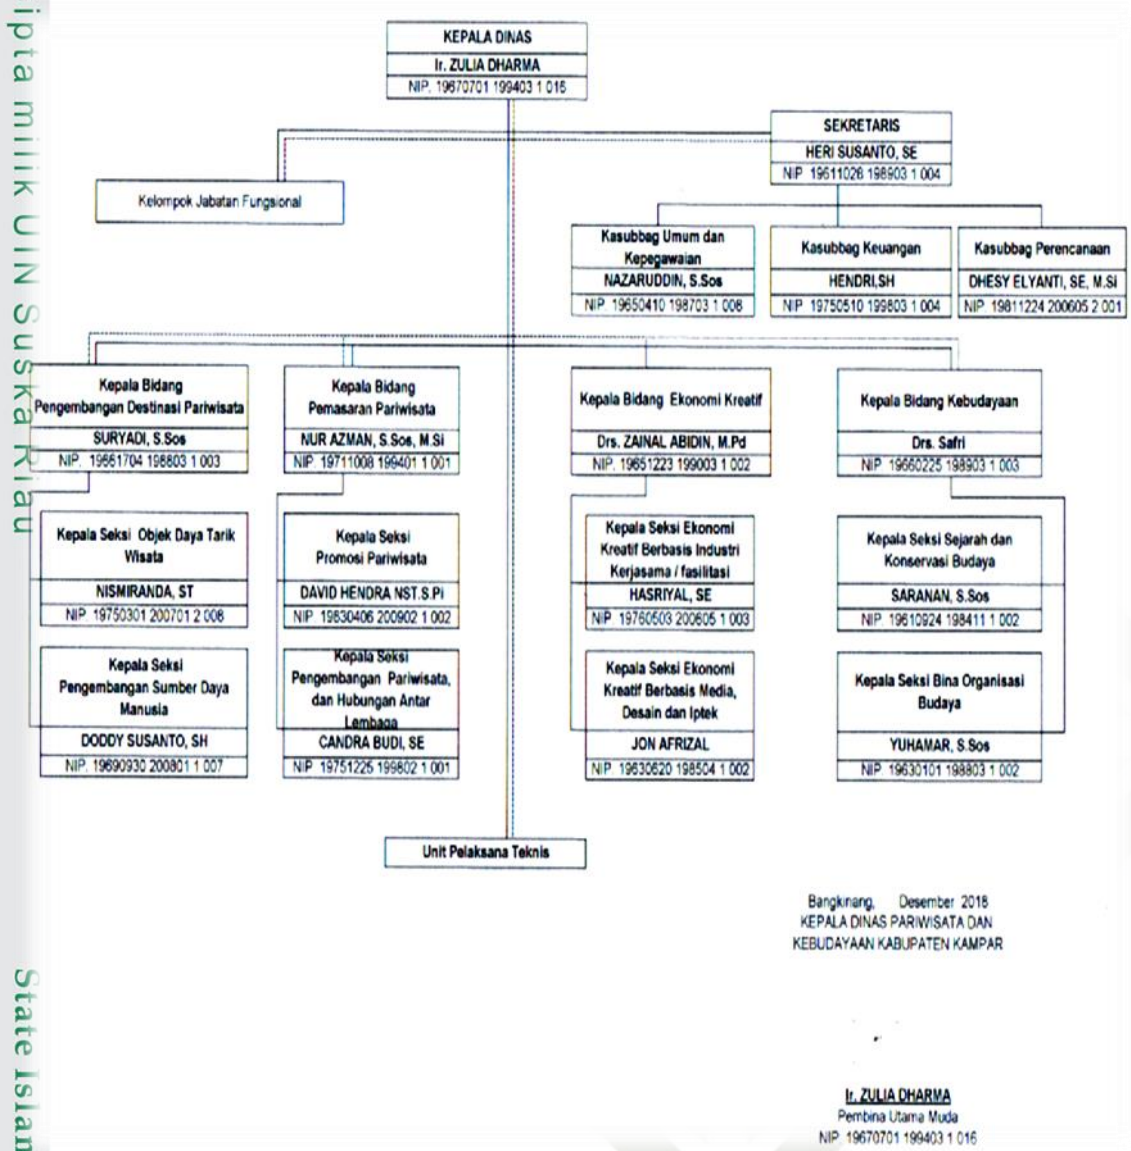 KEPALA DINAS
Ir. ZULIA DHARMA
NIP. 19670701 199403 1 016
SEKRETARIS
HERI SUSANTO, SE
NIP 19611028 198903 1 004
Kelompok Jabatan Fungsional
Kasubbag Umum dan
Kepegawaian
NAZARUDDIN, S.Sos
NIP. 19650410 198703 1 008
Kasubbag Keuangan
HENDRI,SH
NIP 19750510 199803 1 004
Kasubbag Perencanaan
DHESY ELYANTI, SE, M.Si
NIP. 19811224 200605 2 001
Kepala Bidang
Pengembangan Destinasi Pariwisata
SURYADI, S.Sos
NIP. 19661704 198603 1 003
Kepala Bidang
Pemasaran Pariwisata
NUR AZMAN, S.Sos, M.Si
NIP. 19711008 199401 1 001
Kepala Bidang Ekonomi Kreatif
Drs. ZAINAL ABIDIN, M.Pd
NIP. 19651223 199003 1 002
Kepala Bidang Kebudayaan
Drs. Safri
NIP 19660225 198903 1 003
Kepala Seksi Objek Daya Tarik
Wisata
NISMIRANDA, ST
NIP. 19750301 200701 2 008
Kepala Seksi
Promosi Pariwisata
DAVID HENDRA NST.S.Pi
NIP 19830406 200902 1 002
Kepala Seksi Ekonomi
Kreatif Berbasis Industri
Kerjasama / fasilitasi
HASRIYAL, SE
NIP 19760503 200605 1 003
Kepala Seksi Sejarah dan
Konservasi Budaya
SARANAN, S.Sos
NIP. 19610924 198411 1 002
Kepala Seksi
Pengembangan Sumber Daya
Manusia
DODDY SUSANTO, SH
NIP. 19690930 200801 1 007
Kepala Seksi
Pengembangan Pariwisata,
dan Hubungan Antar
Lembaga
CANDRA BUDI, SE
NIP 19751225 199802 1 001
Kepala Seksi Ekonomi
Kreatif Berbasis Media,
Desain dan Iptek
JON AFRIZAL
NIP. 19630620 198504 1 002
Kepala Seksi Bina Organisasi
Budaya
YUHAMAR, S.Sos
NIP. 19630101 198803 1 002
Unit Pelaksana Teknis
Bangkinang, Desember 2018
KEPALA DINAS PARIWISATA DAN
KEBUDAYAAN KABUPATEN KAMPAR
Ir. ZULIA DHARMA
Pembina Utama Muda
NIP. 19670701 199403 1 016
ipta milik UIN Suska Riau
State Islam